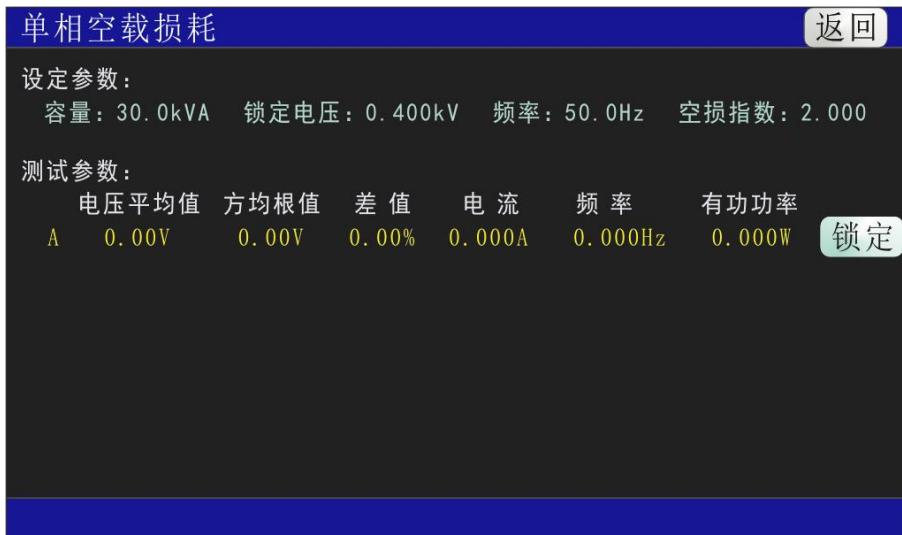 单相空载损耗 返回
设定参数：
容量：30.0kVA 锁定电压：0.400kV 频率：50.0Hz 空损指数：2.000
测试参数：
电压平均值 方均根值 差值 电流 频率 有功功率
A 0.00V 0.00V 0.00% 0.000A 0.000Hz 0.000W 锁定